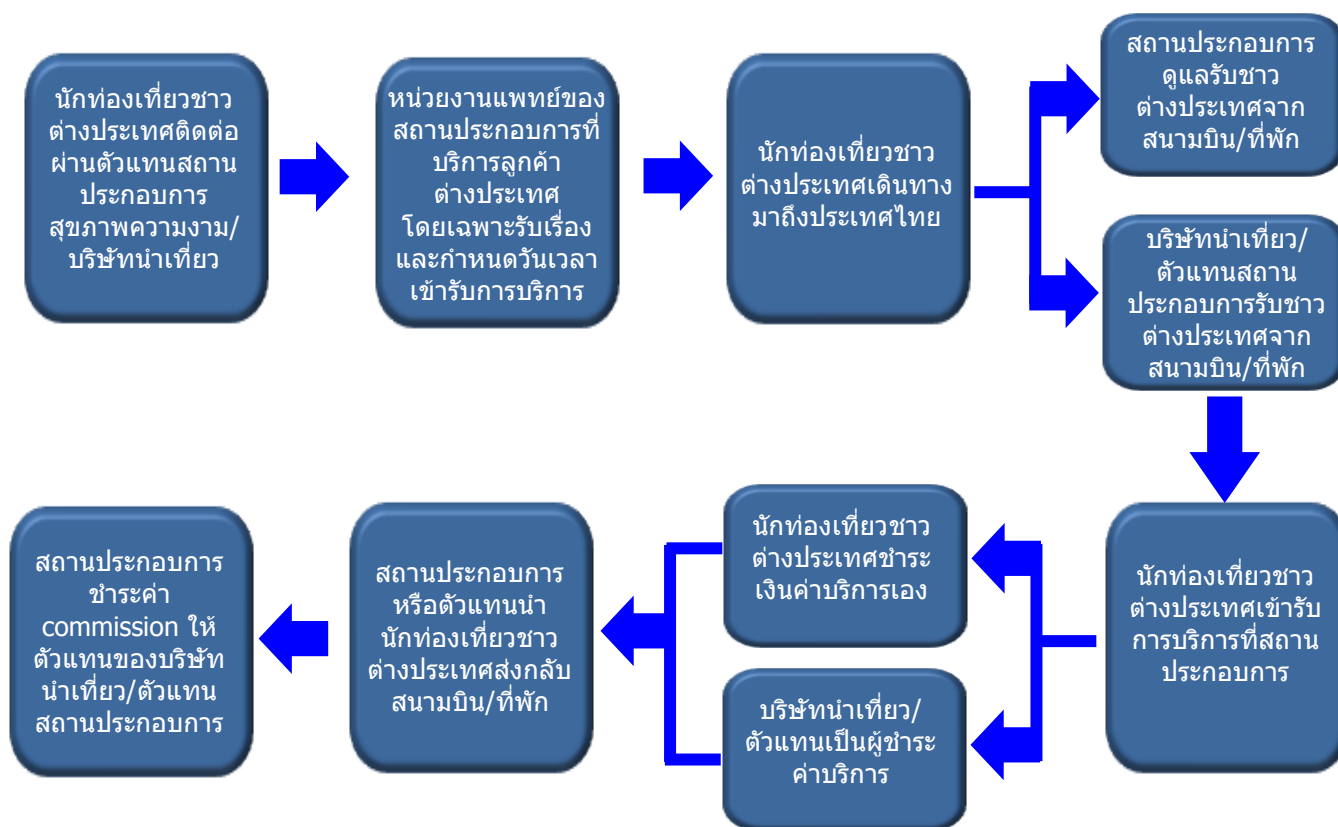 นักท่องเที่ยวชาว
ต่างประเทศติดต่อ
ผ่านตัวแทนสถาน
ประกอบการ
สุขภาพความงาม/
บริษัทนำเที่ยว
หน่วยงานแพทย์ของ
สถานประกอบการที่
บริการลูกค้า
ต่างประเทศ
โดยเฉพาะรับเรื่อง
และกำหนดวันเวลา
เข้ารับการบริการ
นักท่องเที่ยวชาว
ต่างประเทศเดินทาง
มาถึงประเทศไทย
สถานประกอบการ
ดูแลรับชาว
ต่างประเทศจาก
สนามบิน/ที่พัก
บริษัทนำเที่ยว/
ตัวแทนสถาน
ประกอบการรับชาว
ต่างประเทศจาก
สนามบิน/ที่พัก
นักท่องเที่ยวชาว
ต่างประเทศเข้ารับ
การบริการที่สถาน
ประกอบการ
นักท่องเที่ยวชาว
ต่างประเทศชำระ
เงินค่าบริการเอง
บริษัทนำเที่ยว/
ตัวแทนเป็นผู้ชำระ
ค่าบริการ
สถานประกอบการ
หรือตัวแทนนำ
นักท่องเที่ยวชาว
ต่างประเทศส่งกลับ
สนามบิน/ที่พัก
สถานประกอบการ
ชำระค่า
commission ให้
ตัวแทนของบริษัท
นำเที่ยว/ตัวแทน
สถานประกอบการ